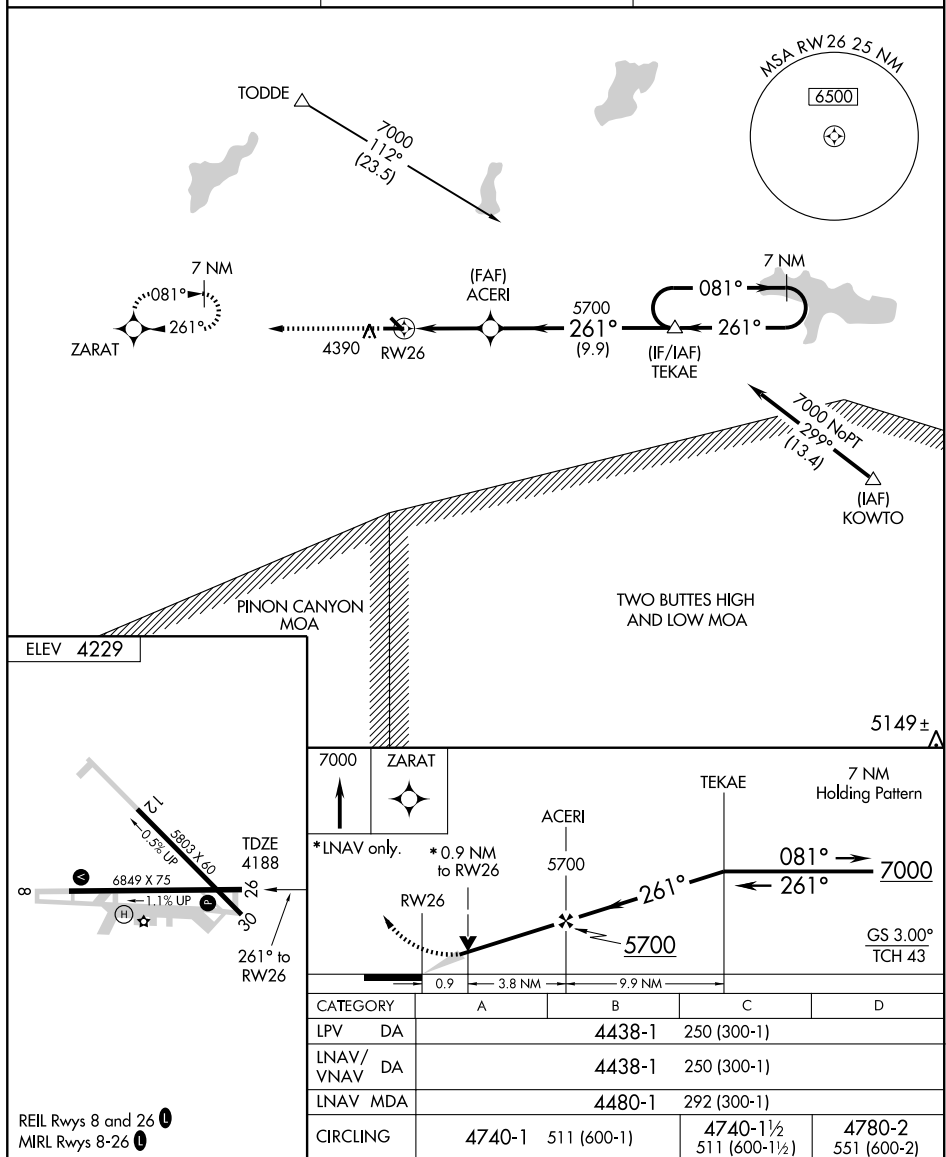 MSA RW26 25 NM
6500
TODDE
7000
112°
(23.5)
7 NM
081°
261°
ZARAT
4390
RW26
(FAF)
ACERI
5700
261°
(9.9)
7 NM
081°
261°
(IF/IAF)
TEKAE
7000 NoPT
299°
(13.4)
(IAF)
KOWTO
PINON CANYON
MOA
TWO BUTTES HIGH
AND LOW MOA
5149±
ELEV 4229
12
5803 X 60
0.5% UP
TDZE
4188
8
A
6849 X 75
26
1.1% UP
P
H
30
261° to
RW26
REIL Rwys 8 and 26 L
MIRL Rwys 8-26 L
7000
ZARAT
*LNAV only.
*0.9 NM
to RW26
RW26
ACERI
5700
5700
TEKAE
261°
7 NM
Holding Pattern
081°
261°
7000
GS 3.00°
TCH 43
0.9 3.8 NM 9.9 NM
CATEGORY A B C D
LPV DA 4438-1 250 (300-1)
LNAV/
VNAV DA 4438-1 250 (300-1)
LNAV MDA 4480-1 292 (300-1)
CIRCLING 4740-1 511 (600-1) 4740-1½ 4780-2
511 (600-1½) 551 (600-2)